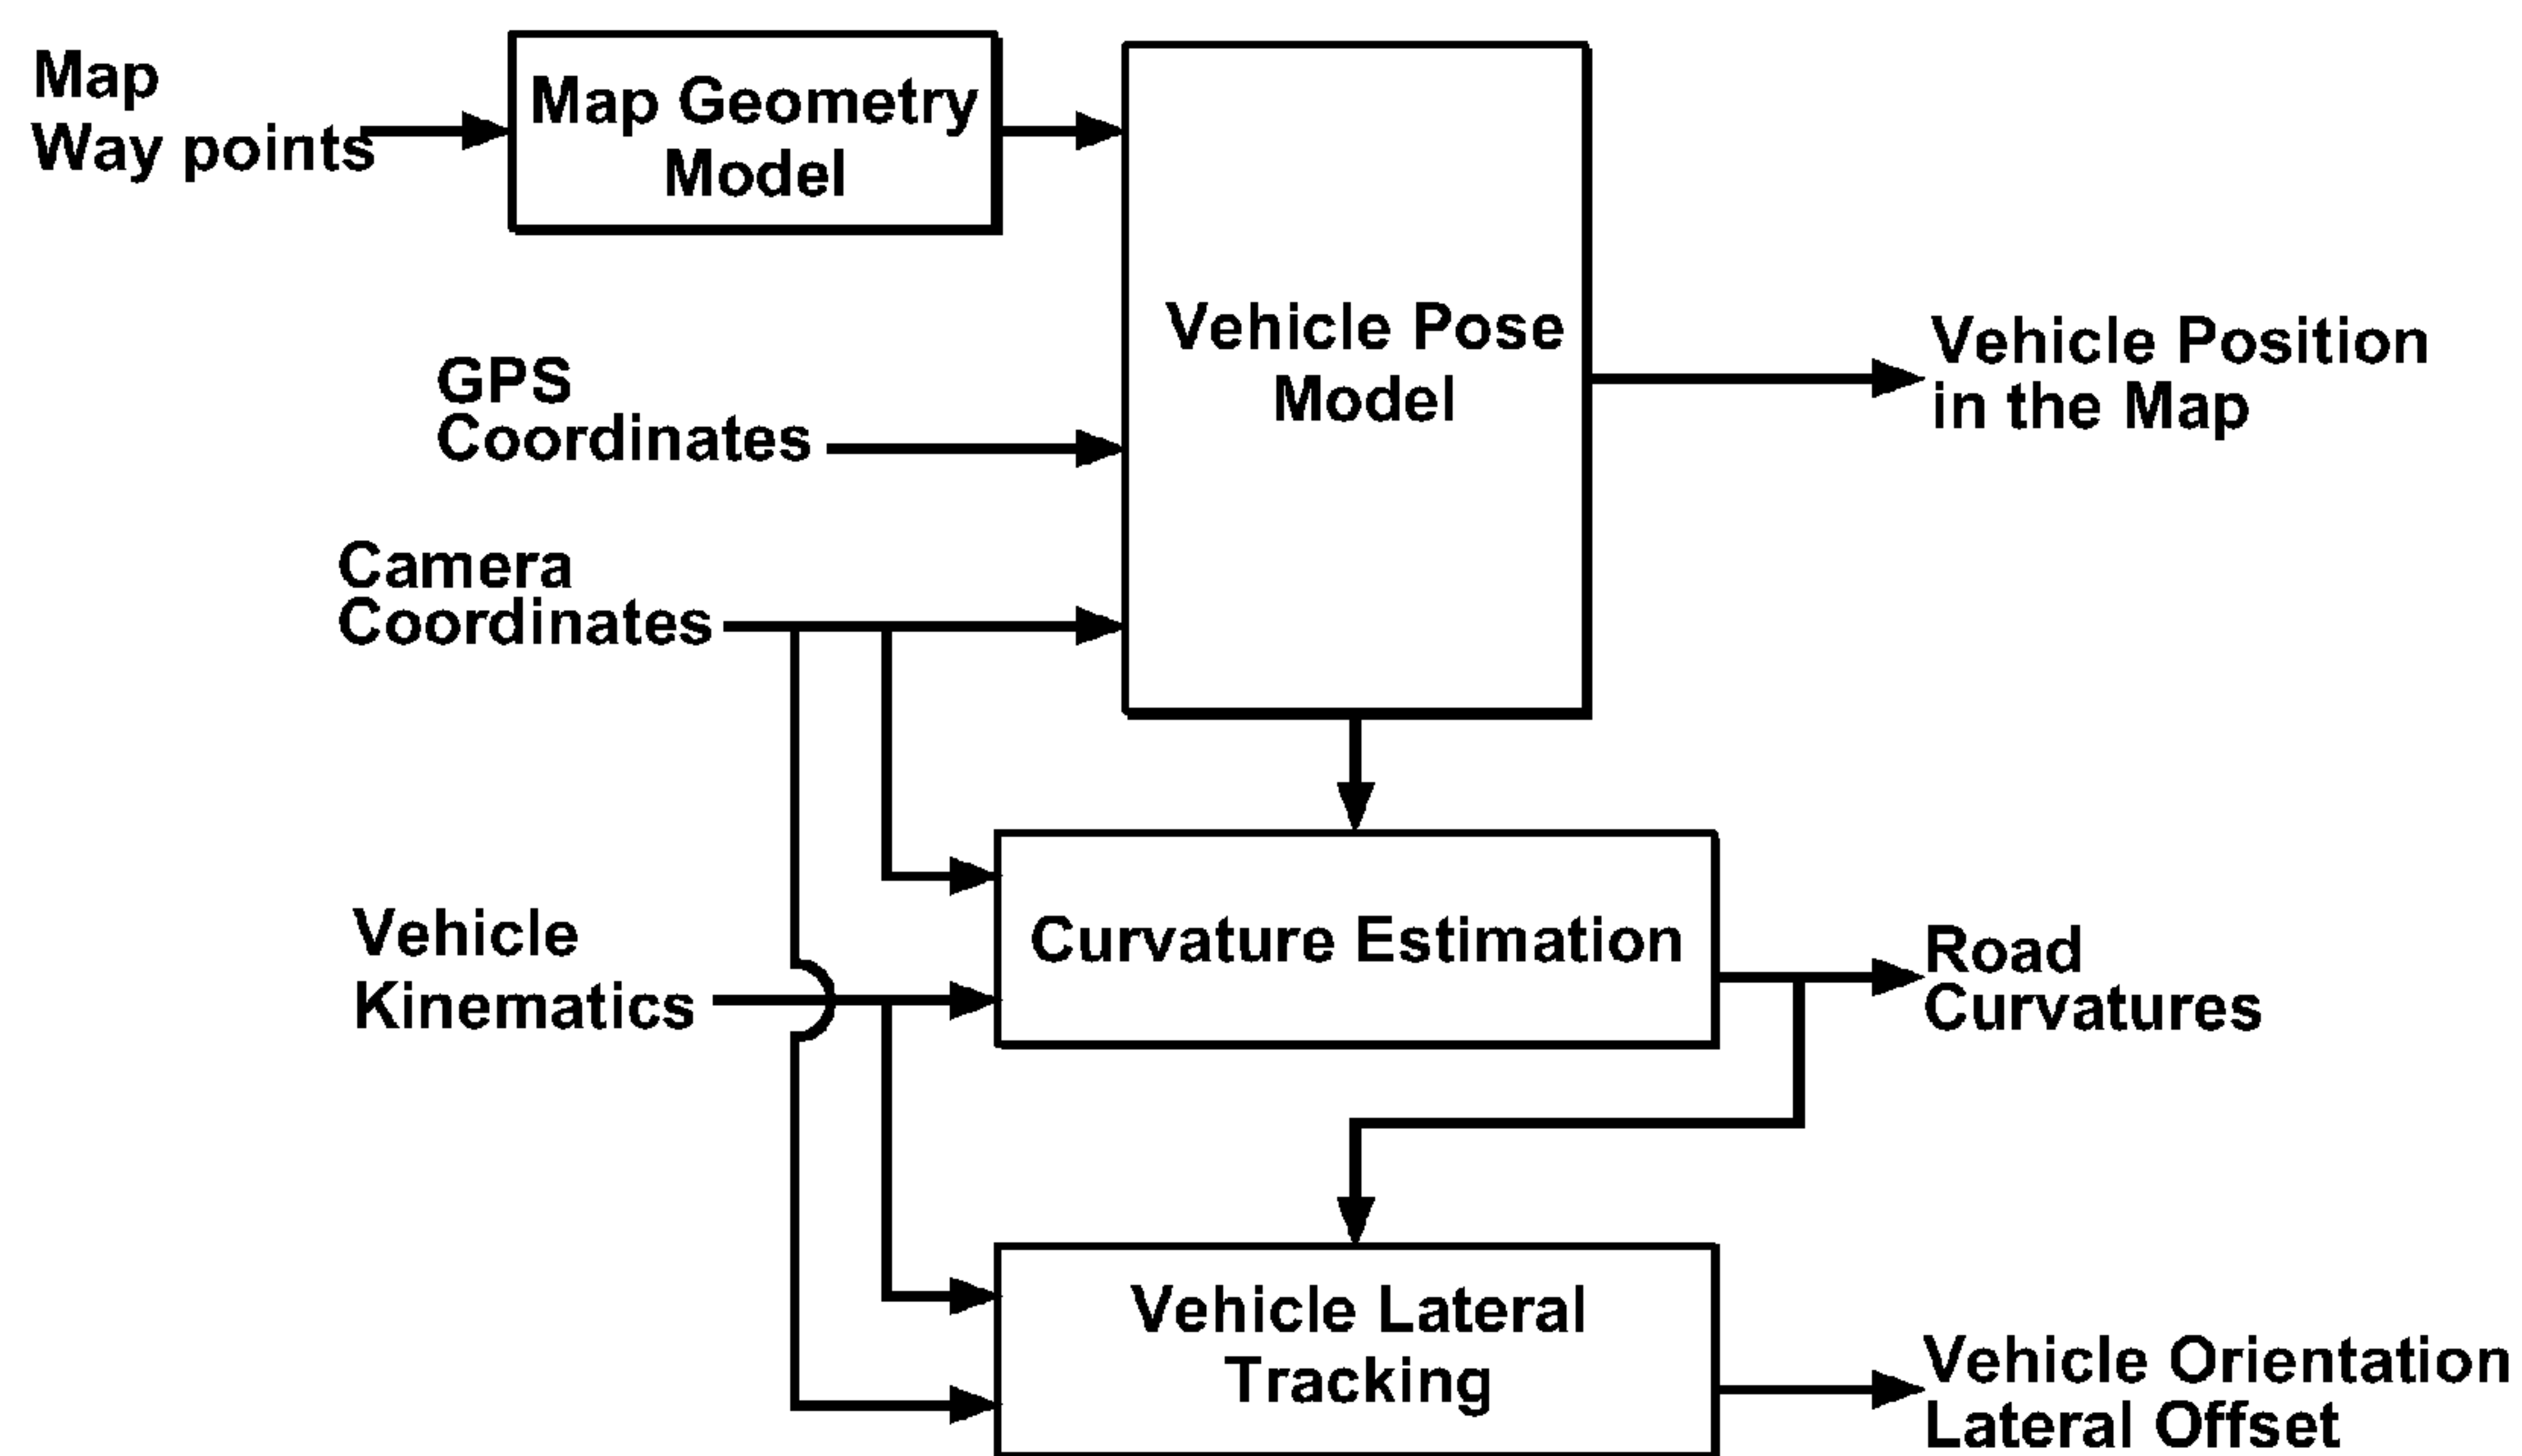 Map
Way points
Map Geometry
Model
Vehicle Pose
Model
GPS
Coordinates
Camera
Coordinates
Vehicle Position
in the Map
Vehicle
Kinematics
Curvature Estimation
Road
Curvatures
Vehicle Lateral
Tracking
Vehicle Orientation
Lateral Offset